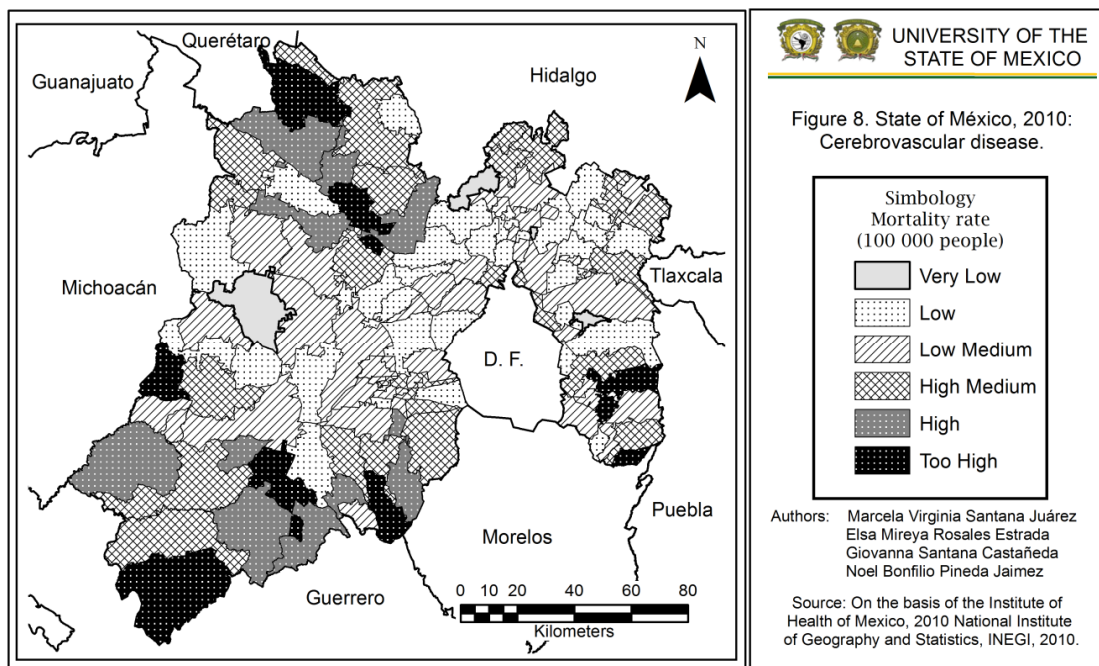 Querétaro
Guanajuato
Hidalgo
N
Michoacán
Tlaxcala
D. F.
Puebla
Morelos
Guerrero
0 10 20 40 60 80
Kilometers
UNIVERSITY OF THE
STATE OF MEXICO
Figure 8. State of México, 2010:
Cerebrovascular disease.
Simbology
Mortality rate
(100 000 people)
Very Low
Low
Low Medium
High Medium
High
Too High
Authors: Marcela Virginia Santana Juárez
Elsa Mireya Rosales Estrada
Giovanna Santana Castañeda
Noel Bonfilio Pineda Jaimez
Source: On the basis of the Institute of
Health of Mexico, 2010 National Institute
of Geography and Statistics, INEGI, 2010.